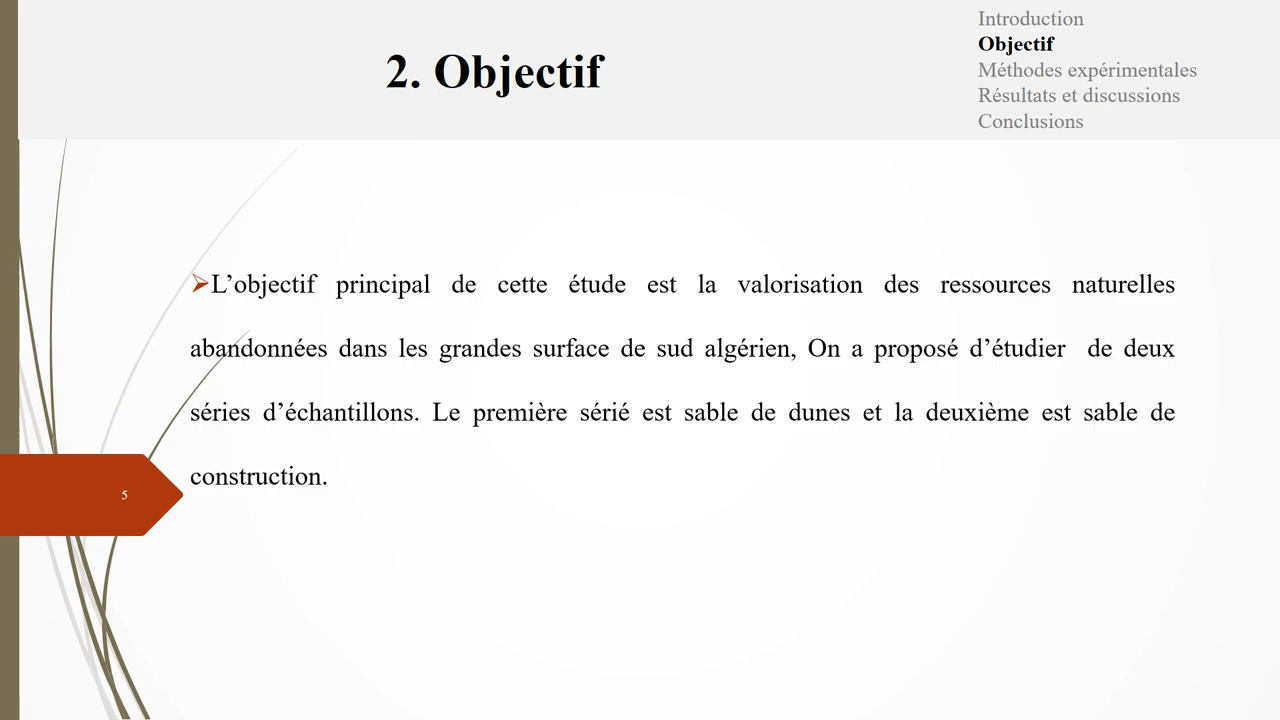 2. Objectif
Introduction
Objectif
Méthodes expérimentales
Résultats et discussions
Conclusions
L’objectif principal de cette étude est la valorisation des ressources naturelles
abandonnées dans les grandes surface de sud algérien, On a proposé d’étudier de deux
séries d’échantillons. Le première sérié est sable de dunes et la deuxième est sable de
construction.
5